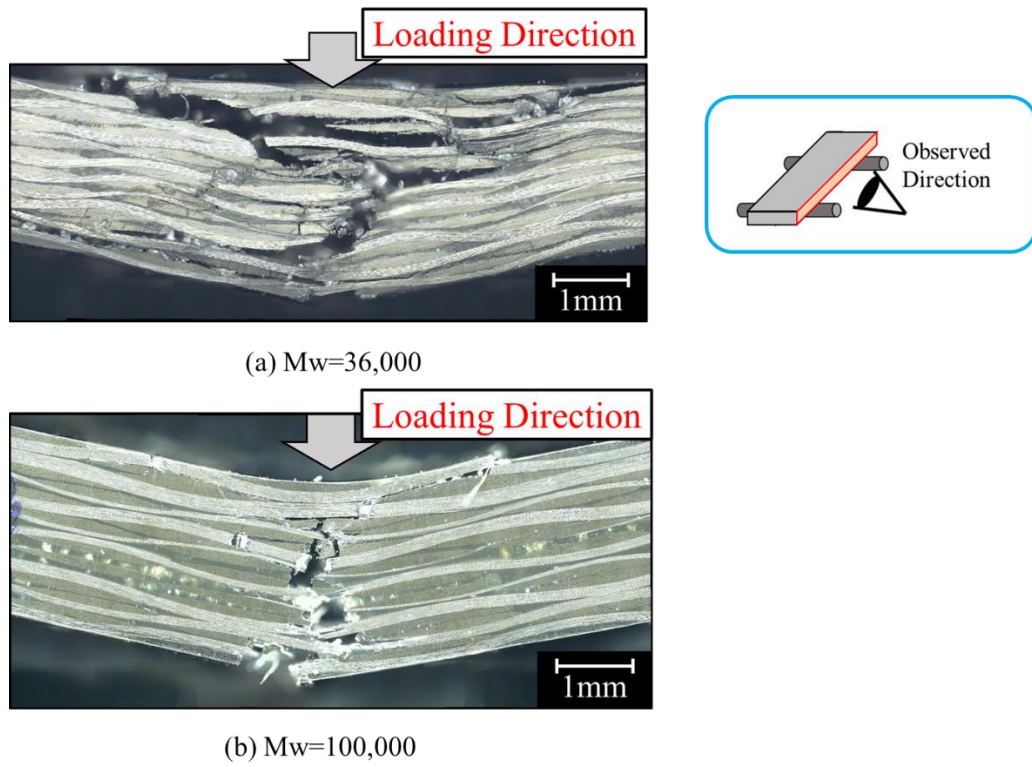 Loading Direction
Observed
Direction
1mm
(a) Mw=36,000
Loading Direction
1mm
(b) Mw=100,000